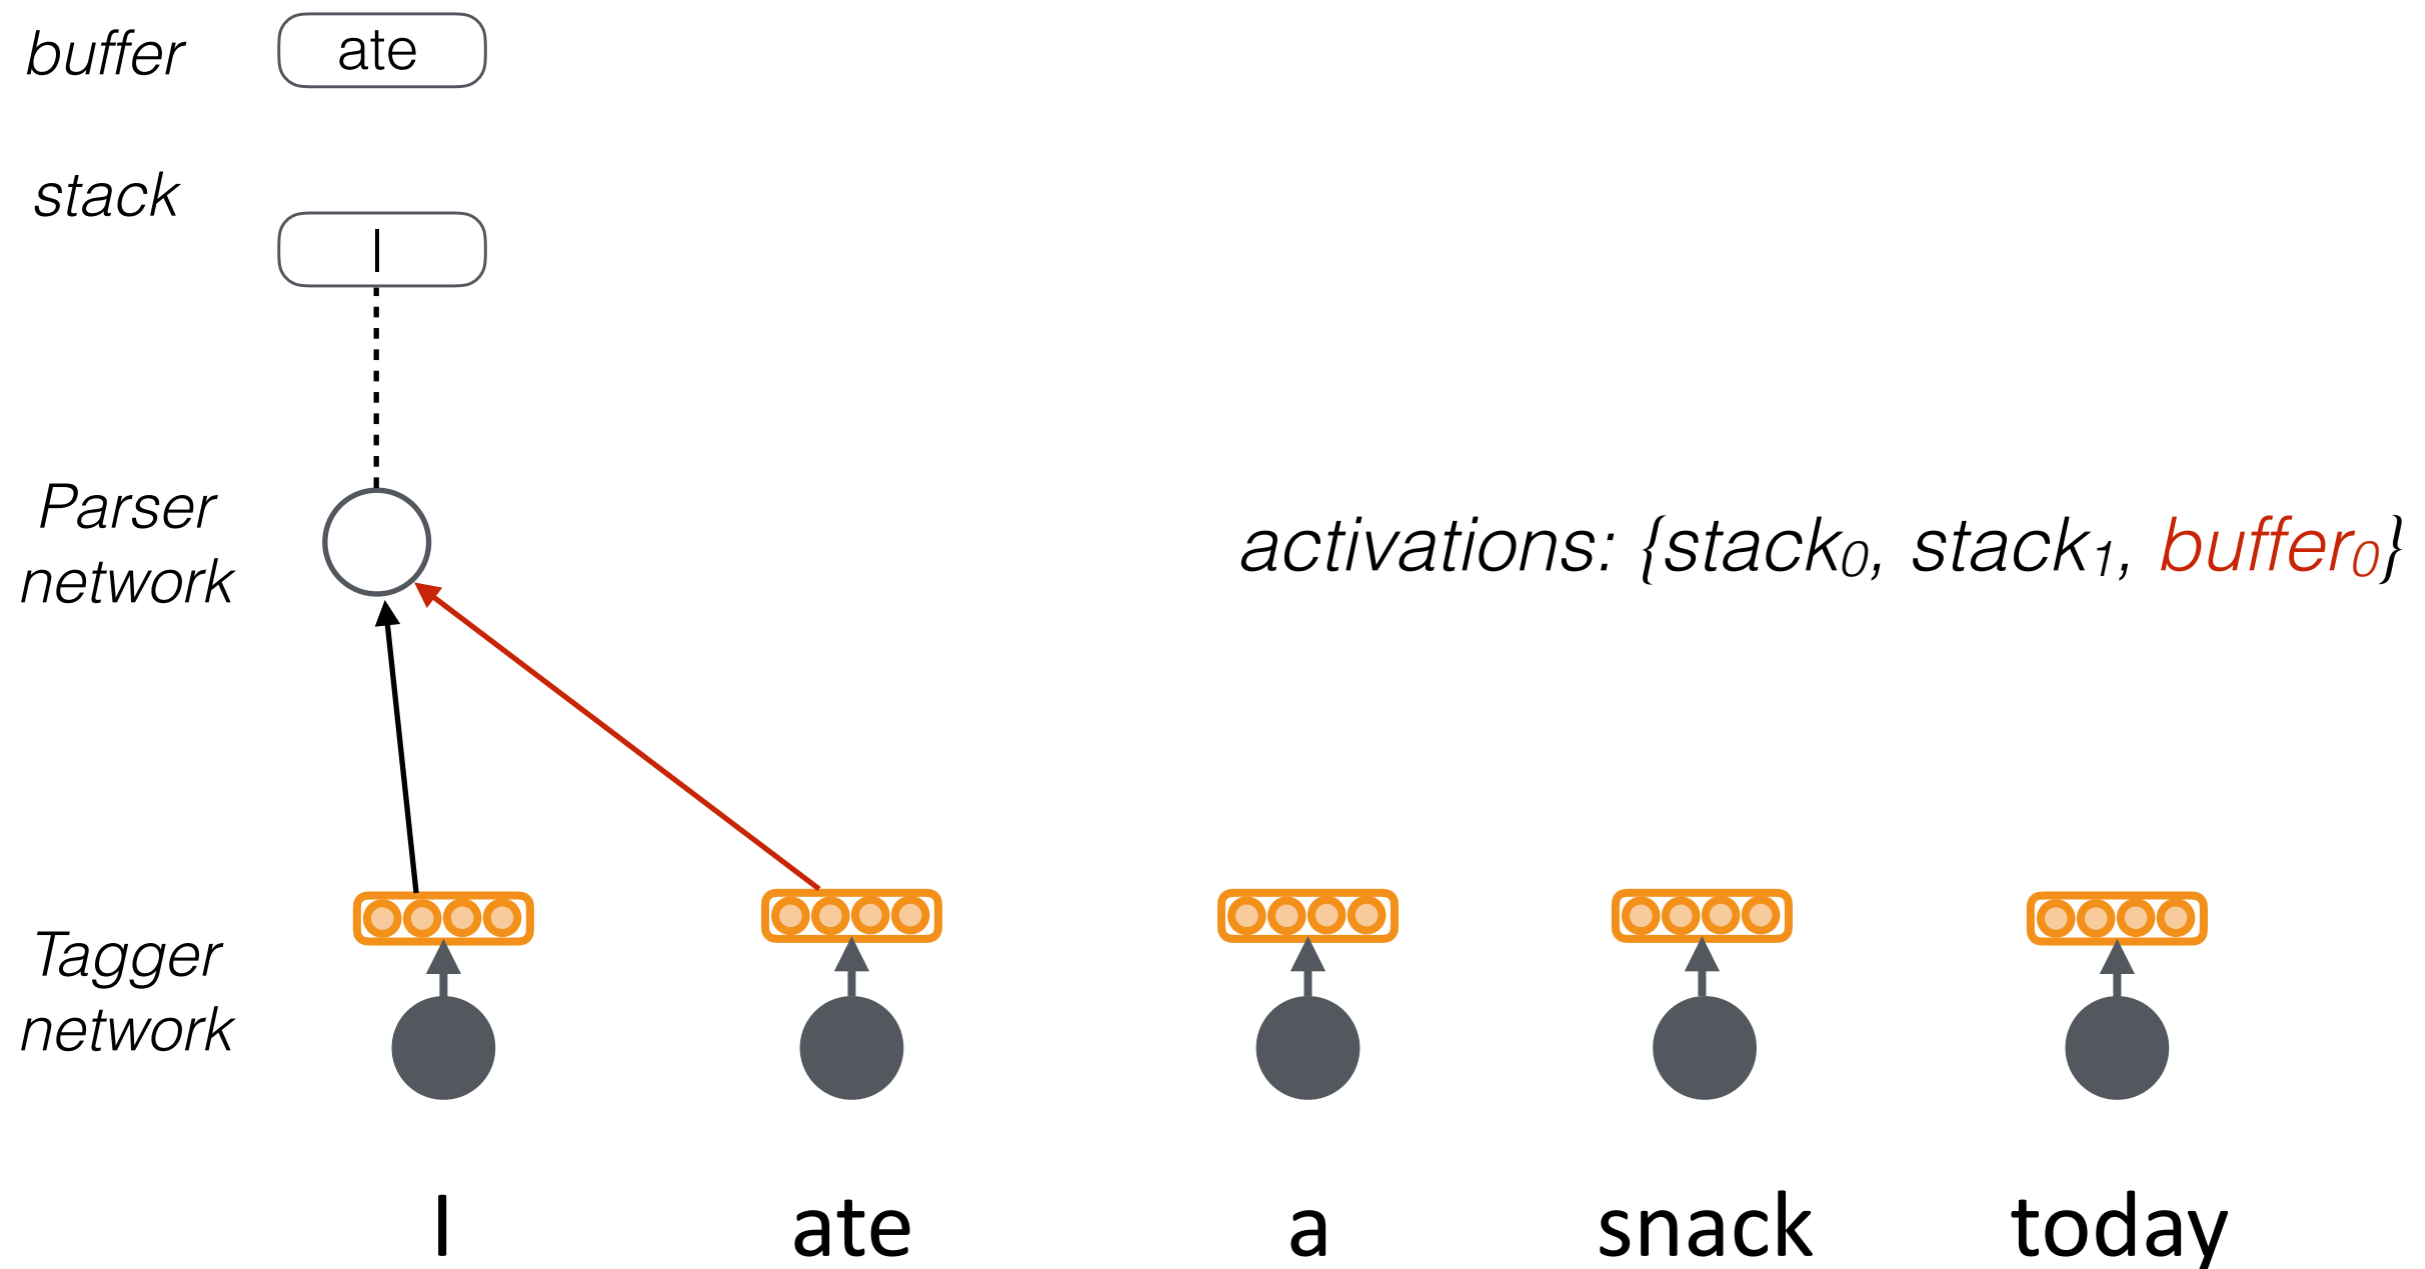 buffer
ate
stack
I
Parser
network
activations: {stack₀, stack₁, buffer₀}
Tagger
network
I ate a snack today